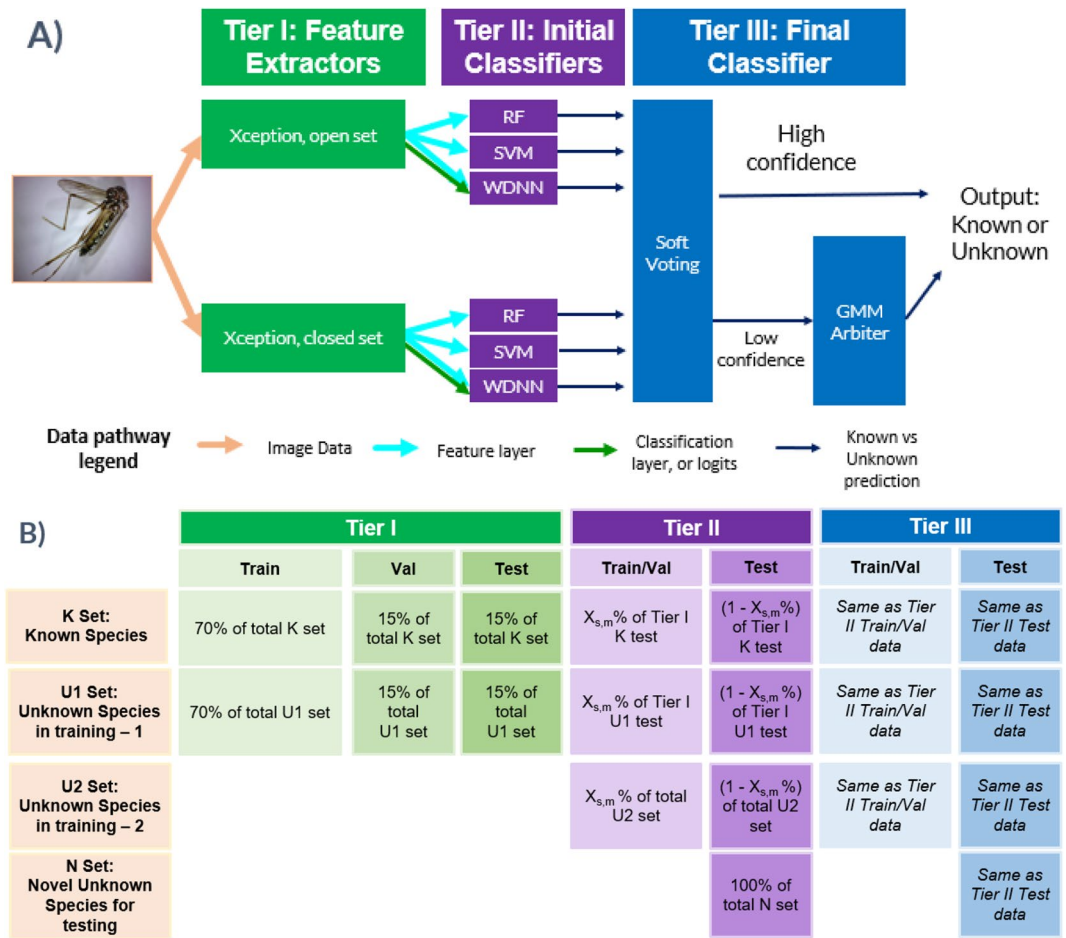 A)
Tier I: Feature
Extractors
Tier II: Initial
Classifiers
Tier III: Final
Classifier
Xception, open set
RF
SVM
WDNN
Xception, closed set
RF
SVM
WDNN
Soft
Voting
High
confidence
Low
confidence
GMM
Arbiter
Output:
Known or
Unknown
Data pathway
legend
Image Data
Feature layer
Classification
layer, or logits
Known vs
Unknown
prediction
B)
Tier I
Tier II
Tier III
Train
Val
Test
Train/Val
Test
Train/Val
Test
K Set:
Known Species
70% of total K set
15% of
total K set
15% of
total K set
Xs,m% of Tier I
K test
(1 - Xs,m%)
of Tier I
K test
Same as Tier
II Train/Val
data
Same as
Tier II Test
data
U1 Set:
Unknown Species
in training – 1
70% of total U1 set
15% of
total
U1 set
15% of
total
U1 set
Xs,m% of Tier I
U1 test
(1 - Xs,m%)
of Tier I
U1 test
Same as Tier
II Train/Val
data
Same as
Tier II Test
data
U2 Set:
Unknown Species
in training – 2
Xs,m% of total
U2 set
(1 - Xs,m%)
of total U2
set
Same as Tier
II Train/Val
data
Same as
Tier II Test
data
N Set:
Novel Unknown
Species for
testing
100% of
total N set
Same as
Tier II Test
data